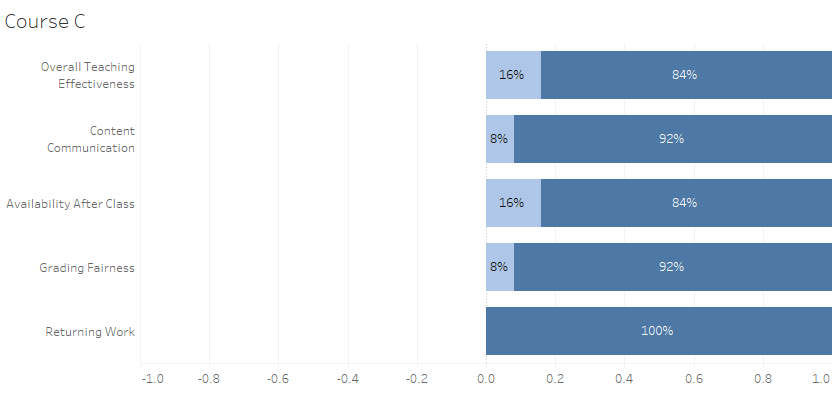 Course C
Overall Teaching
Effectiveness
16%
84%
Content
Communication
8%
92%
Availability After Class
16%
84%
Grading Fairness
8%
92%
Returning Work
100%
-1.0 -0.8 -0.6 -0.4 -0.2 0.0 0.2 0.4 0.6 0.8 1.0